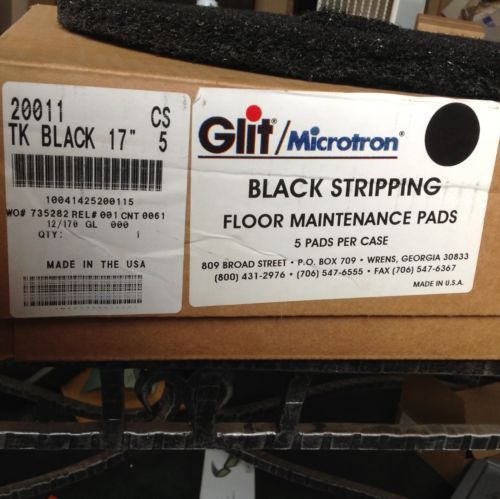 20011 CS
TK BLACK 17" 5
10041425200115
WO# 735282 REL# 001 CNT 0061
12/170 GL 000
QTY: 1
MADE IN THE USA
Glit®/Microtron®
BLACK STRIPPING
FLOOR MAINTENANCE PADS
5 PADS PER CASE
809 BROAD STREET • P.O. BOX 709 • WRENS, GEORGIA 30833
(800) 431-2976 • (706) 547-6555 • FAX (706) 547-6367
MADE IN U.S.A.